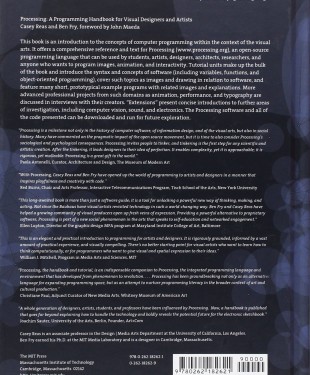 Processing: A Programming Handbook for Visual Designers and Artists
Casey Reas and Ben Fry, foreword by John Maeda
This book is an introduction to the concepts of computer programming within the context of the visual
arts. It offers a comprehensive reference and text for Processing (www.processing.org), an open-source
programming language that can be used by students, artists, designers, architects, researchers, and
anyone who wants to program images, animation, and interactivity. Tutorial units make up the bulk
of the book and introduce the syntax and concepts of software (including variables, functions, and
object-oriented programming), cover such topics as images and drawing in relation to software, and
feature many short, prototypical example programs with related images and explanations. More
advanced professional projects from such domains as animation, performance, and typography
are discussed in interviews with their creators. "Extensions" present concise introductions to further
areas of investigation, including computer vision, sound, and electronics. The Processing software and all of
the code presented can be downloaded and run for future exploration.
"Processing is a milestone not only in the history of computer software, of information design, and of the visual arts, but also in social
history. Many have commented on the pragmatic impact of the open source movement, but it is time to also consider Processing's
sociological and psychological consequences. Processing invites people to tinker, and tinkering is the first step for any scientific and
artistic creation. After the tinkering, it leads designers to their idea of perfection. It enables complexity, yet it is approachable; it is
rigorous, yet malleable. Processing is a great gift to the world."
Paola Antonelli, Curator, Architecture and Design, The Museum of Modern Art
"With Processing, Casey Reas and Ben Fry have opened up the world of programming to artists and designers in a manner that
inspires playfulness and creativity with code."
Red Burns, Chair and Arts Professor, Interactive Telecommunications Program, Tisch School of the Arts, New York University
"This long-awaited book is more than just a software guide; it is a tool for unlocking a powerful new way of thinking, making, and
acting. Not since the Bauhaus have visual artists revisited technology in such a world-changing way. Ben Fry and Casey Reas have
helped a growing community of visual producers open up fresh veins of expression. Providing a powerful alternative to proprietary
software, Processing is part of a new social phenomenon in the arts that speaks to self-education and networked engagement."
Ellen Lupton, Director of the graphic design MFA program at Maryland Institute College of Art, Baltimore
"This is an elegant and practical introduction to programming for artists and designers. It is rigorously grounded, informed by a vast
amount of practical experience, and visually compelling. There's no better starting point for visual artists who want to learn how to
think computationally, or for programmers who want to give visual and spatial expression to their ideas."
William J. Mitchell, Program in Media Arts and Sciences, MIT
"Processing, the handbook and tutorial, is an indispensable companion to Processing, the integrated programming language and
environment that has developed from phenomenon to revolution. . . . Processing has been groundbreaking not only as an alternative
language for expanding programming space, but as an attempt to nurture programming literacy in the broader context of art and
cultural production."
Christiane Paul, Adjunct Curator of New Media Arts, Whitney Museum of American Art
"A whole generation of designers, artists, students, and professors have been influenced by Processing. Now, a handbook is published
that goes far beyond explaining how to handle the technology and boldly reveals the potential future for the electronic sketchbook."
Joachim Sauter, University of the Arts, Berlin, Founder, Art+Com
Casey Reas is an associate professor in the Design | Media Arts Department at the University of California, Los Angeles.
Ben Fry earned his Ph.D. at the MIT Media Laboratory and is a designer in Cambridge, Massachusetts.
The MIT Press
Massachusetts Institute of Technology
Cambridge, Massachusetts 02142
978-0-262-18262-1
0-262-18262-9
90000
9 780262 182621